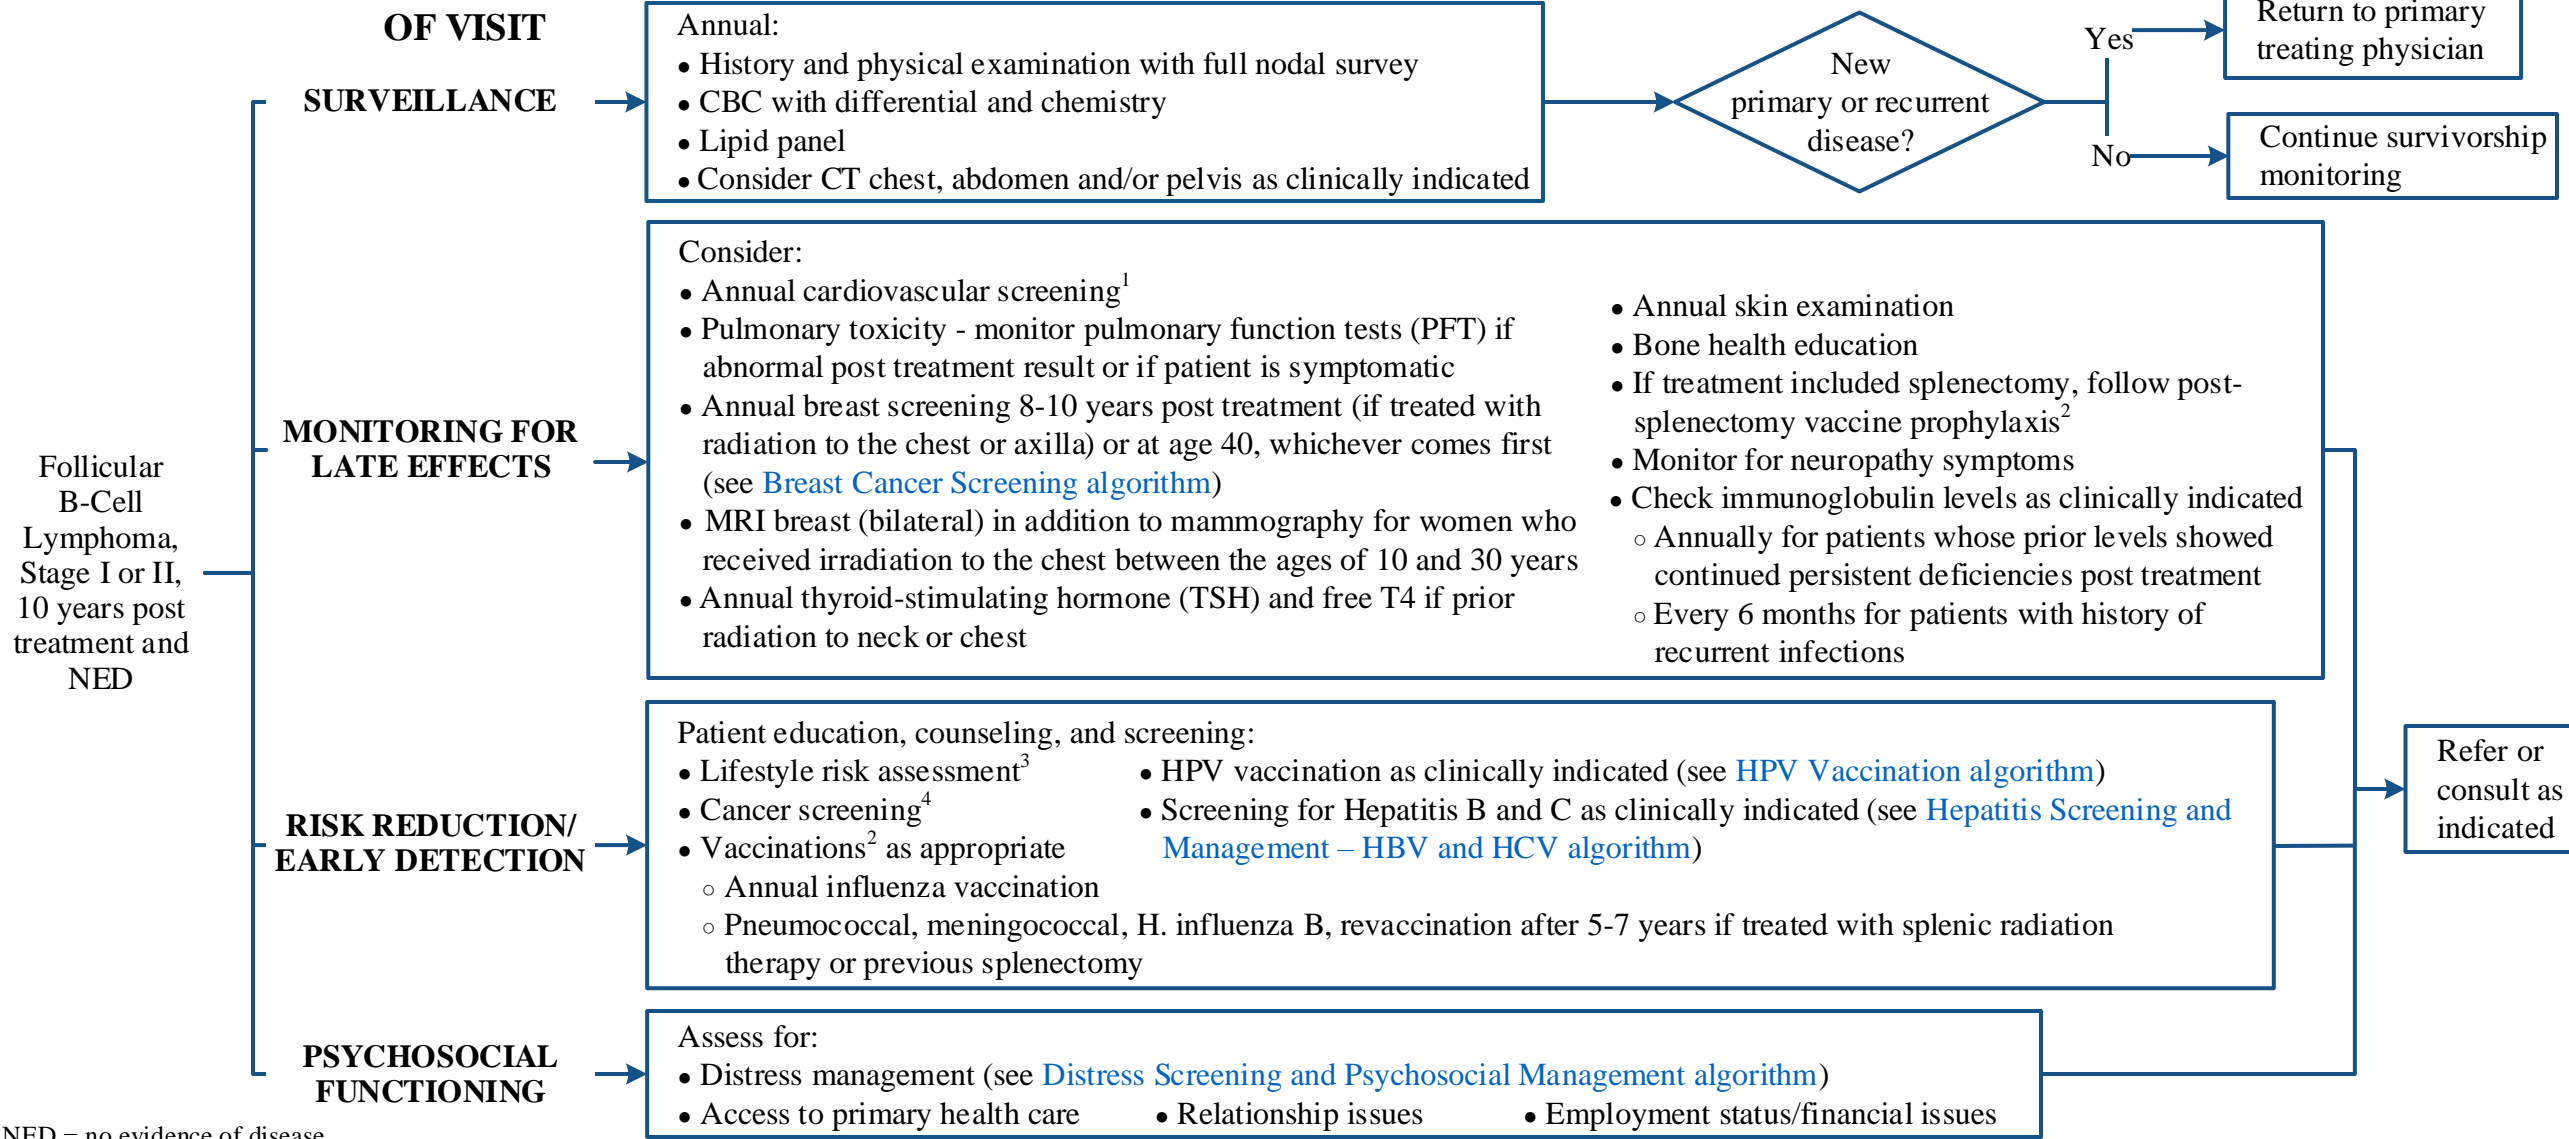 OF VISIT
Follicular
B-Cell
Lymphoma,
Stage I or II,
10 years post
treatment and
NED
SURVEILLANCE
Annual:
● History and physical examination with full nodal survey
● CBC with differential and chemistry
● Lipid panel
● Consider CT chest, abdomen and/or pelvis as clinically indicated
New
primary or recurrent
disease?
Yes
Return to primary
treating physician
No
Continue survivorship
monitoring
MONITORING FOR
LATE EFFECTS
Consider:
● Annual cardiovascular screening¹
● Pulmonary toxicity - monitor pulmonary function tests (PFT) if
abnormal post treatment result or if patient is symptomatic
● Annual breast screening 8-10 years post treatment (if treated with
radiation to the chest or axilla) or at age 40, whichever comes first
(see Breast Cancer Screening algorithm)
● MRI breast (bilateral) in addition to mammography for women who
received irradiation to the chest between the ages of 10 and 30 years
● Annual thyroid-stimulating hormone (TSH) and free T4 if prior
radiation to neck or chest
● Annual skin examination
● Bone health education
● If treatment included splenectomy, follow post-
splenectomy vaccine prophylaxis²
● Monitor for neuropathy symptoms
● Check immunoglobulin levels as clinically indicated
○ Annually for patients whose prior levels showed
continued persistent deficiencies post treatment
○ Every 6 months for patients with history of
recurrent infections
RISK REDUCTION/
EARLY DETECTION
Patient education, counseling, and screening:
● Lifestyle risk assessment³
● Cancer screening⁴
● Vaccinations² as appropriate
○ Annual influenza vaccination
○ Pneumococcal, meningococcal, H. influenza B, revaccination after 5-7 years if treated with splenic radiation
therapy or previous splenectomy
● HPV vaccination as clinically indicated (see HPV Vaccination algorithm)
● Screening for Hepatitis B and C as clinically indicated (see Hepatitis Screening and
Management – HBV and HCV algorithm)
Refer or
consult as
indicated
PSYCHOSOCIAL
FUNCTIONING
Assess for:
● Distress management (see Distress Screening and Psychosocial Management algorithm)
● Access to primary health care ● Relationship issues ● Employment status/financial issues
NED = no evidence of disease